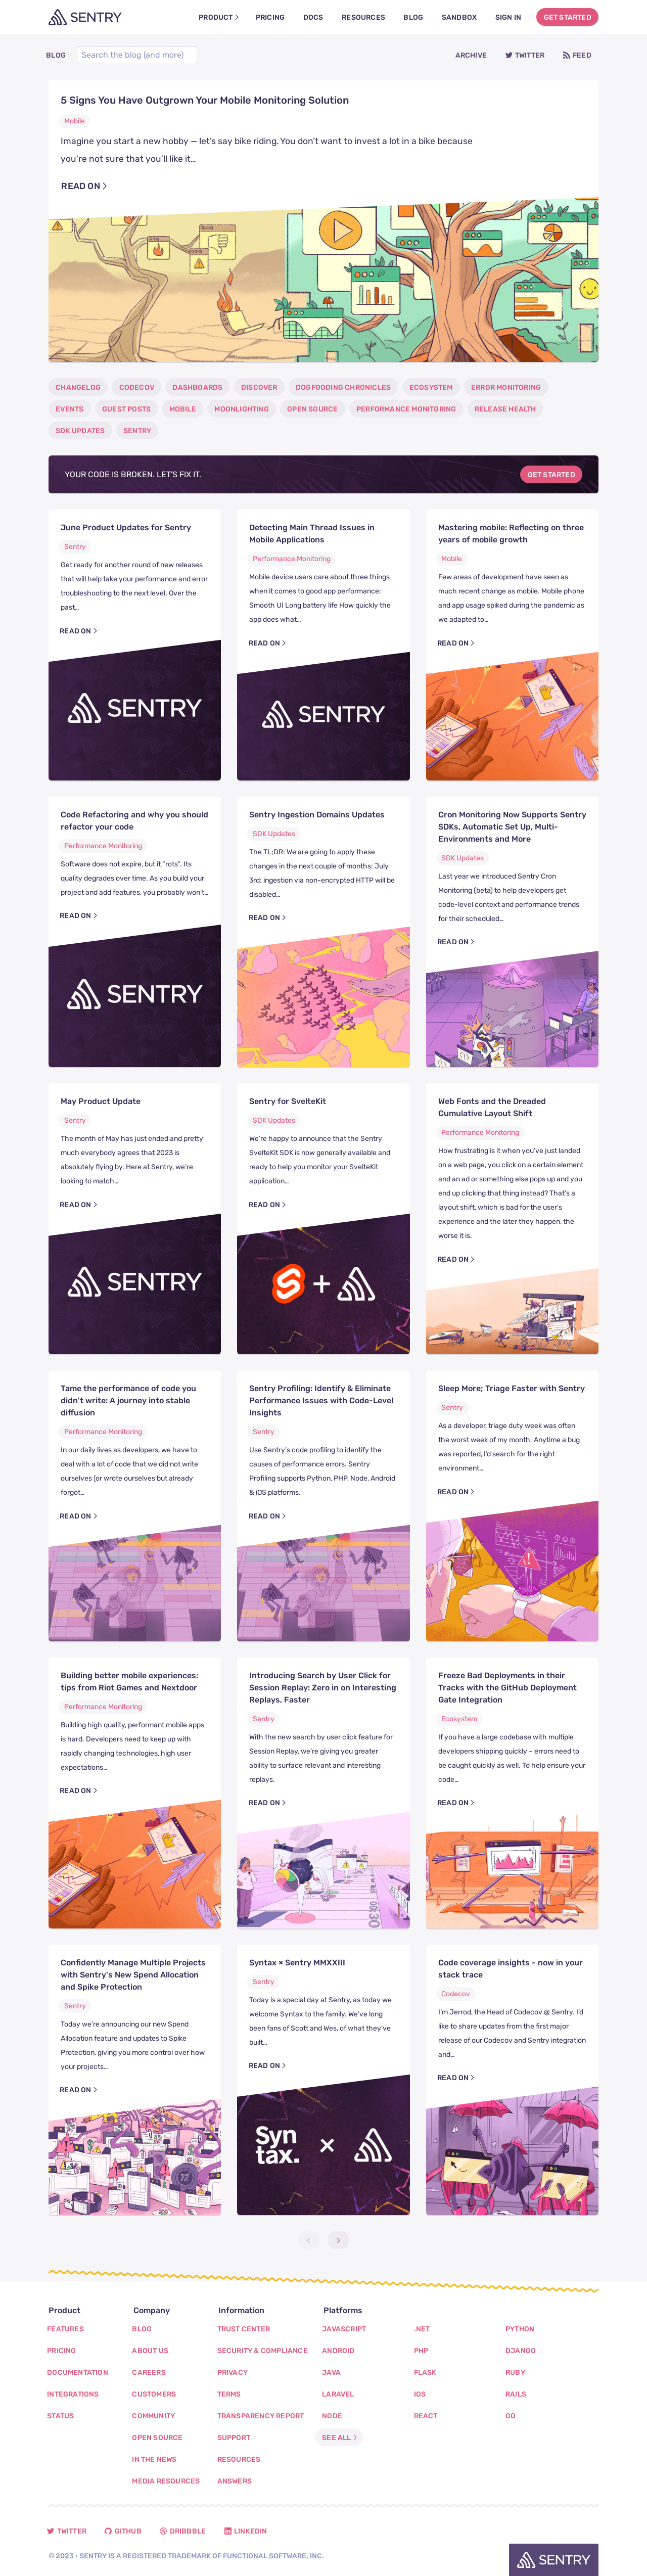 SENTRY
PRODUCT
PRICING
DOCS
RESOURCES
BLOG
SANDBOX
SIGN IN
GET STARTED
BLOG
Search the blog (and more)
ARCHIVE
TWITTER
FEED
5 Signs You Have Outgrown Your Mobile Monitoring Solution
Mobile
Imagine you start a new hobby — let's say bike riding. You don't want to invest a lot in a bike because
you're not sure that you'll like it…
READ ON
CHANGELOG
CODECOV
DASHBOARDS
DISCOVER
DOGFOODING CHRONICLES
ECOSYSTEM
ERROR MONITORING
EVENTS
GUEST POSTS
MOBILE
MOONLIGHTING
OPEN SOURCE
PERFORMANCE MONITORING
RELEASE HEALTH
SDK UPDATES
SENTRY
YOUR CODE IS BROKEN. LET'S FIX IT.
GET STARTED
June Product Updates for Sentry
Sentry
Get ready for another round of new releases
that will help take your performance and error
troubleshooting to the next level. Over the
past…
READ ON
SENTRY
Detecting Main Thread Issues in
Mobile Applications
Performance Monitoring
Mobile device users care about three things
when it comes to good app performance:
Smooth UI Long battery life How quickly the
app does what…
READ ON
SENTRY
Mastering mobile: Reflecting on three
years of mobile growth
Mobile
Few areas of development have seen as
much recent change as mobile. Mobile phone
and app usage spiked during the pandemic as
we adapted to…
READ ON
Code Refactoring and why you should
refactor your code
Performance Monitoring
Software does not expire, but it "rots". Its
quality degrades over time. As you build your
project and add features, you probably won't…
READ ON
SENTRY
Sentry Ingestion Domains Updates
SDK Updates
The TL;DR: We are going to apply these
changes in the next couple of months: July
3rd: ingestion via non-encrypted HTTP will be
disabled…
READ ON
Cron Monitoring Now Supports Sentry
SDKs, Automatic Set Up, Multi-
Environments and More
SDK Updates
Last year we introduced Sentry Cron
Monitoring (beta) to help developers get
code-level context and performance trends
for their scheduled…
READ ON
May Product Update
Sentry
The month of May has just ended and pretty
much everybody agrees that 2023 is
absolutely flying by. Here at Sentry, we're
looking to match…
READ ON
SENTRY
Sentry for SvelteKit
SDK Updates
We're happy to announce that the Sentry
SvelteKit SDK is now generally available and
ready to help you monitor your SvelteKit
application…
READ ON
+
Web Fonts and the Dreaded
Cumulative Layout Shift
Performance Monitoring
How frustrating is it when you've just landed
on a web page, you click on a certain element
and an ad or something else pops up and you
end up clicking that thing instead? That's a
layout shift, which is bad for the user's
experience and the later they happen, the
worse it is.
READ ON
Tame the performance of code you
didn't write: A journey into stable
diffusion
Performance Monitoring
In our daily lives as developers, we have to
deal with a lot of code that we did not write
ourselves (or wrote ourselves but already
forgot…
READ ON
Sentry Profiling: Identify & Eliminate
Performance Issues with Code-Level
Insights
Sentry
Use Sentry's code profiling to identify the
causes of performance errors. Sentry
Profiling supports Python, PHP, Node, Android
& iOS platforms.
READ ON
Sleep More; Triage Faster with Sentry
Sentry
As a developer, triage duty week was often
the worst week of my month. Anytime a bug
was reported, I'd search for the right
environment…
READ ON
Building better mobile experiences:
tips from Riot Games and Nextdoor
Performance Monitoring
Building high quality, performant mobile apps
is hard. Developers need to keep up with
rapidly changing technologies, high user
expectations…
READ ON
Introducing Search by User Click for
Session Replay: Zero in on Interesting
Replays, Faster
Sentry
With the new search by user click feature for
Session Replay, we're giving you greater
ability to surface relevant and interesting
replays.
READ ON
Freeze Bad Deployments in their
Tracks with the GitHub Deployment
Gate Integration
Ecosystem
If you have a large codebase with multiple
developers shipping quickly – errors need to
be caught quickly as well. To help ensure your
code…
READ ON
Confidently Manage Multiple Projects
with Sentry's New Spend Allocation
and Spike Protection
Sentry
Today we're announcing our new Spend
Allocation feature and updates to Spike
Protection, giving you more control over how
your projects…
READ ON
Syntax × Sentry MMXXIII
Sentry
Today is a special day at Sentry, as today we
welcome Syntax to the family. We've long
been fans of Scott and Wes, of what they've
built…
READ ON
Syn
tax.
×
Code coverage insights - now in your
stack trace
Codecov
I'm Jerrod, the Head of Codecov @ Sentry. I'd
like to share updates from the first major
release of our Codecov and Sentry integration
and…
READ ON
Product
FEATURES
PRICING
DOCUMENTATION
INTEGRATIONS
STATUS
Company
BLOG
ABOUT US
CAREERS
CUSTOMERS
COMMUNITY
OPEN SOURCE
IN THE NEWS
MEDIA RESOURCES
Information
TRUST CENTER
SECURITY & COMPLIANCE
PRIVACY
TERMS
TRANSPARENCY REPORT
SUPPORT
RESOURCES
ANSWERS
Platforms
JAVASCRIPT
ANDROID
JAVA
LARAVEL
NODE
SEE ALL
.NET
PHP
FLASK
IOS
REACT
PYTHON
DJANGO
RUBY
RAILS
GO
TWITTER
GITHUB
DRIBBBLE
LINKEDIN
© 2023 • SENTRY IS A REGISTERED TRADEMARK OF FUNCTIONAL SOFTWARE, INC.
SENTRY